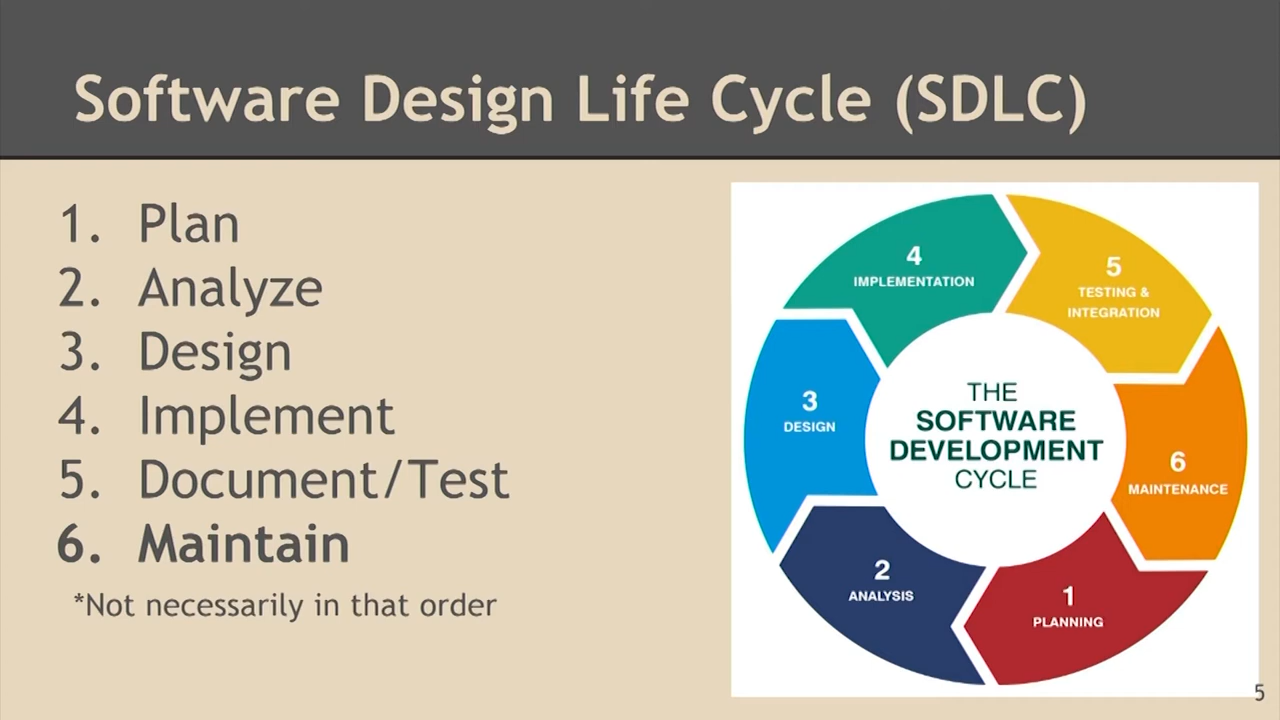 Software Design Life Cycle (SDLC)
1. Plan
2. Analyze
3. Design
4. Implement
5. Document/Test
6. Maintain
*Not necessarily in that order
4
IMPLEMENTATION
5
TESTING &
INTEGRATION
3
DESIGN
THE
SOFTWARE
DEVELOPMENT
CYCLE
6
MAINTENANCE
2
ANALYSIS
1
PLANNING
5